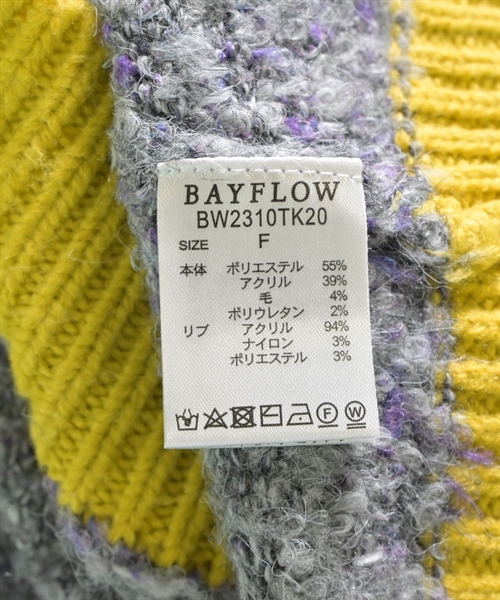 BAYFLOW
BW2310TK20
SIZE F
本体 ポリエステル 55%
アクリル 39%
毛 4%
ポリウレタン 2%
リブ アクリル 94%
ナイロン 3%
ポリエステル 3%
F W